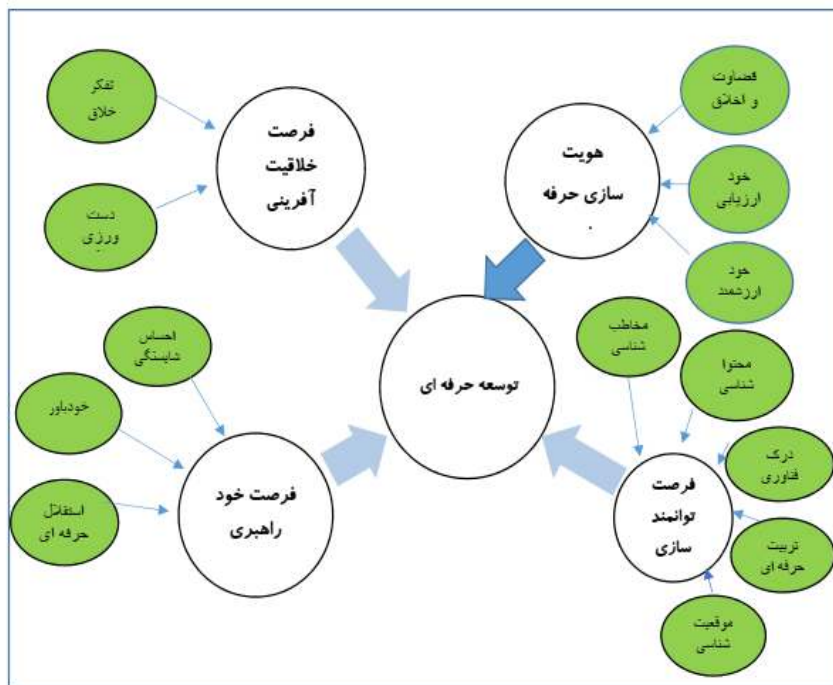 قضاوت
و اخلاق
خود
ارزیابی
خود
ارزشمند
هویت
سازی حرفه
.
تفکر
خلاق
دست
ورزی
فرصت
خلاقیت
آفرینی
توسعه حرفه ای
مخاطب
شناسی
محتوا
شناسی
درک
فناوری
تربیت
حرفه ای
موقعیت
شناسی
فرصت
توانمند
سازی
احساس
شایستگی
خودباور
استقلال
حرفه ای
فرصت خود
راهبری